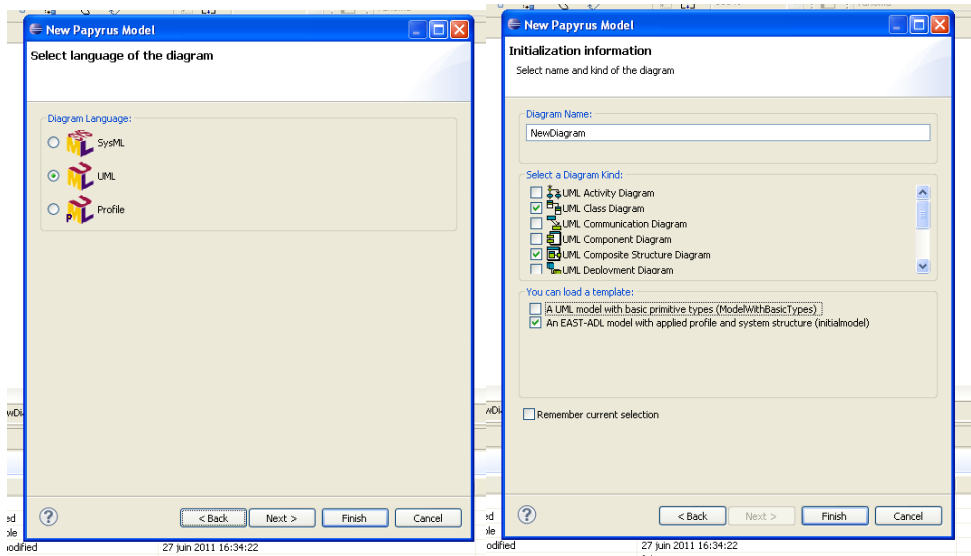 New Papyrus Model
Select language of the diagram
Diagram Language:
SysML
UML
Profile
< Back
Next >
Finish
Cancel
27 juin 2011 16:34:22
New Papyrus Model
Initialization information
Select name and kind of the diagram
Diagram Name:
NewDiagram
Select a Diagram Kind:
UML Activity Diagram
UML Class Diagram
UML Communication Diagram
UML Component Diagram
UML Composite Structure Diagram
UML Deployment Diagram
You can load a template:
A UML model with basic primitive types (ModelWithBasicTypes)
An EAST-ADL model with applied profile and system structure (initialmodel)
Remember current selection
< Back
Next >
Finish
Cancel
odified
27 juin 2011 16:34:22